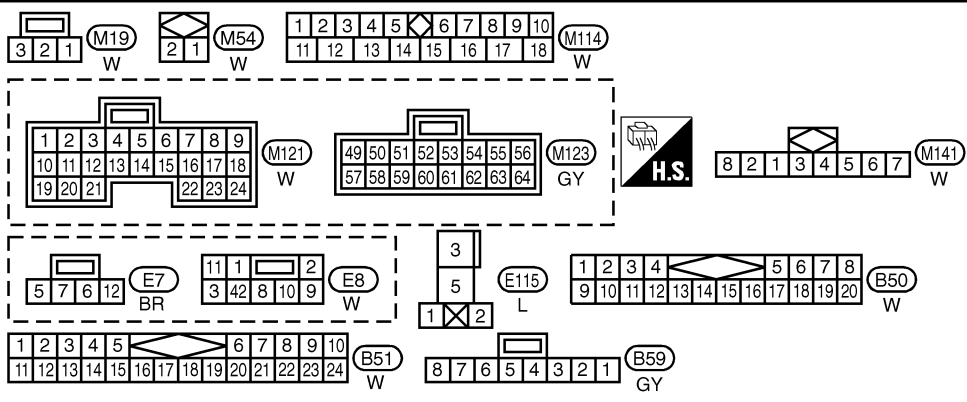 3 2 1 M19 W
2 1 M54 W
1 2 3 4 5 6 7 8 9 10
11 12 13 14 15 16 17 18 M114 W
1 2 3 4 5 6 7 8 9
10 11 12 13 14 15 16 17 18
19 20 21 22 23 24 M121 W
49 50 51 52 53 54 55 56
57 58 59 60 61 62 63 64 M123 GY
H.S.
8 2 1 3 4 5 6 7 M141 W
5 7 6 12 E7 BR
11 1 2
3 42 8 10 9 E8 W
3
5
1 2 E115 L
1 2 3 4 5 6 7 8
9 10 11 12 13 14 15 16 17 18 19 20 B50 W
1 2 3 4 5 6 7 8 9 10
11 12 13 14 15 16 17 18 19 20 21 22 23 24 B51 W
8 7 6 5 4 3 2 1 B59 GY